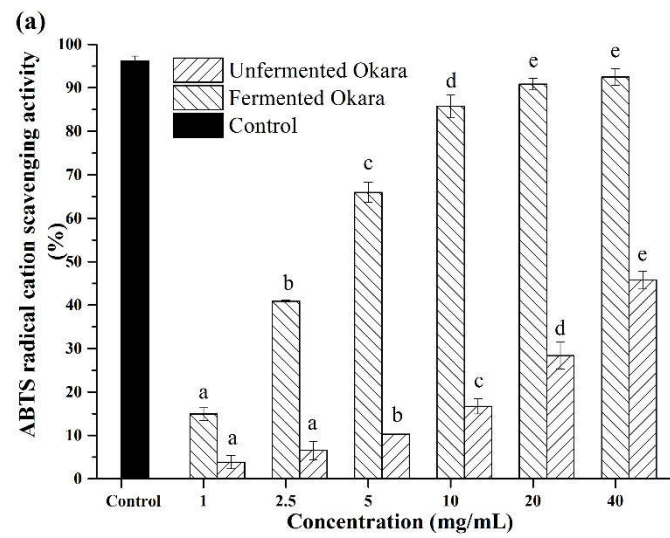 (a)
ABTS radical cation scavenging activity
(%)
100
90
80
70
60
50
40
30
20
10
0
Unfermented Okara
Fermented Okara
Control
a
a
b
a
c
b
d
c
e
d
e
e
Control 1 2.5 5 10 20 40
Concentration (mg/mL)